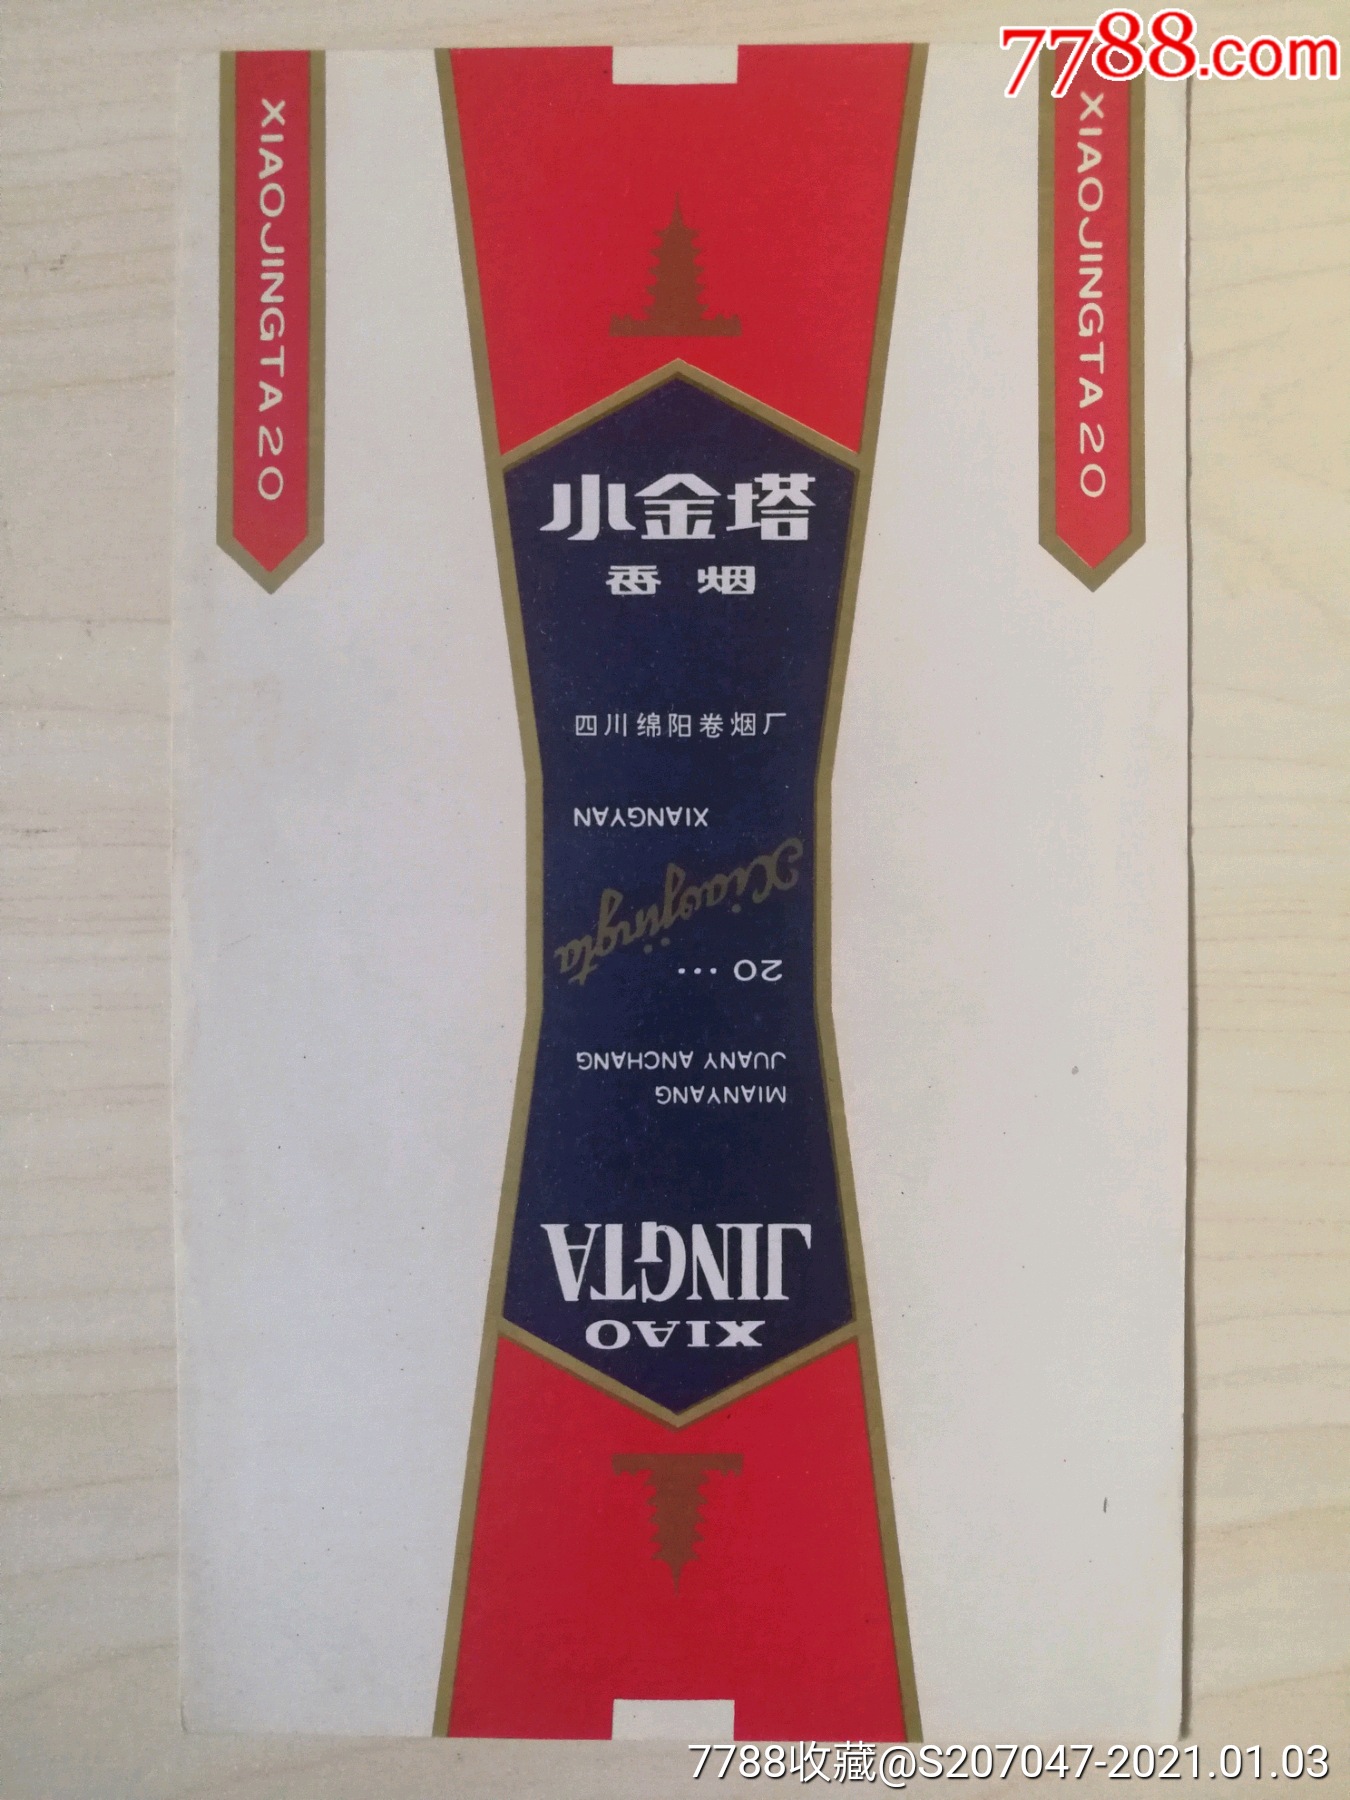 7788.com
XIAOJINGTA 20
XIAOJINGTA 20
小金塔
香烟
四川绵阳卷烟厂
XIANGYAN
Xiaojingta
20 ...
JUANY ANCHANG
MIANYANG
JINGTA
XIAO
7788收藏@S207047-2021.01.03